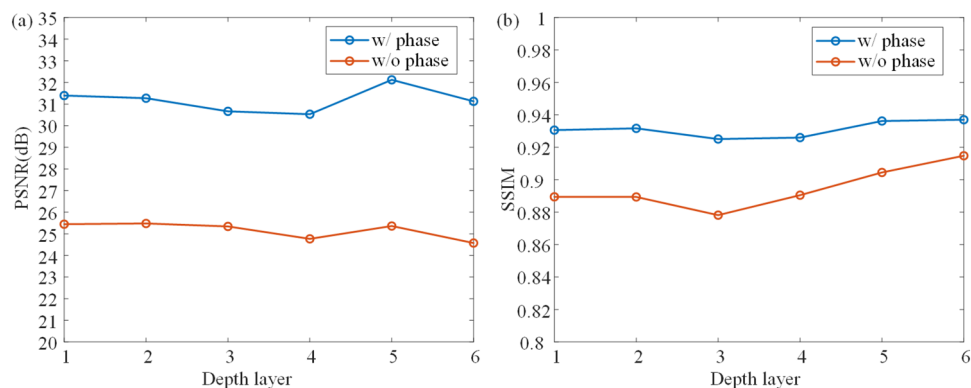 (a)
PSNR(dB)
35
34
33
32
31
30
29
28
27
26
25
24
23
22
21
20
1 2 3 4 5 6
Depth layer
w/ phase
w/o phase
(b)
SSIM
1
0.98
0.96
0.94
0.92
0.9
0.88
0.86
0.84
0.82
0.8
1 2 3 4 5 6
Depth layer
w/ phase
w/o phase